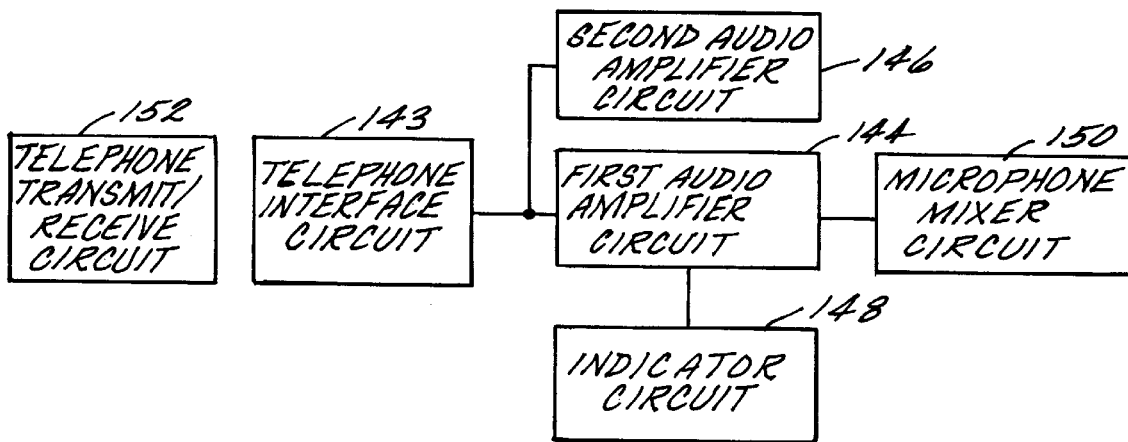 SECOND AUDIO
AMPLIFIER
CIRCUIT
146
152
TELEPHONE
TRANSMIT/
RECEIVE
CIRCUIT
143
TELEPHONE
INTERFACE
CIRCUIT
144
FIRST AUDIO
AMPLIFIER
CIRCUIT
150
MICROPHONE
MIXER
CIRCUIT
148
INDICATOR
CIRCUIT